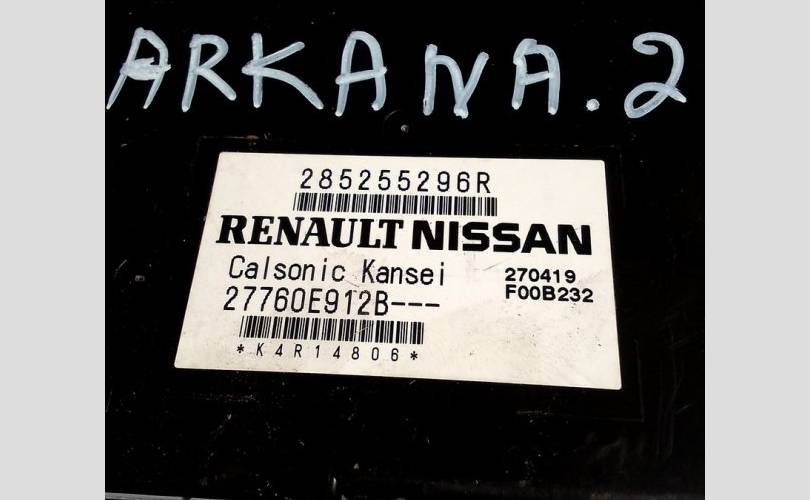 ARKANA.2
285255296R
RENAULT NISSAN
Calsonic Kansei 270419
27760E912B--- F00B232
*K4R14806*